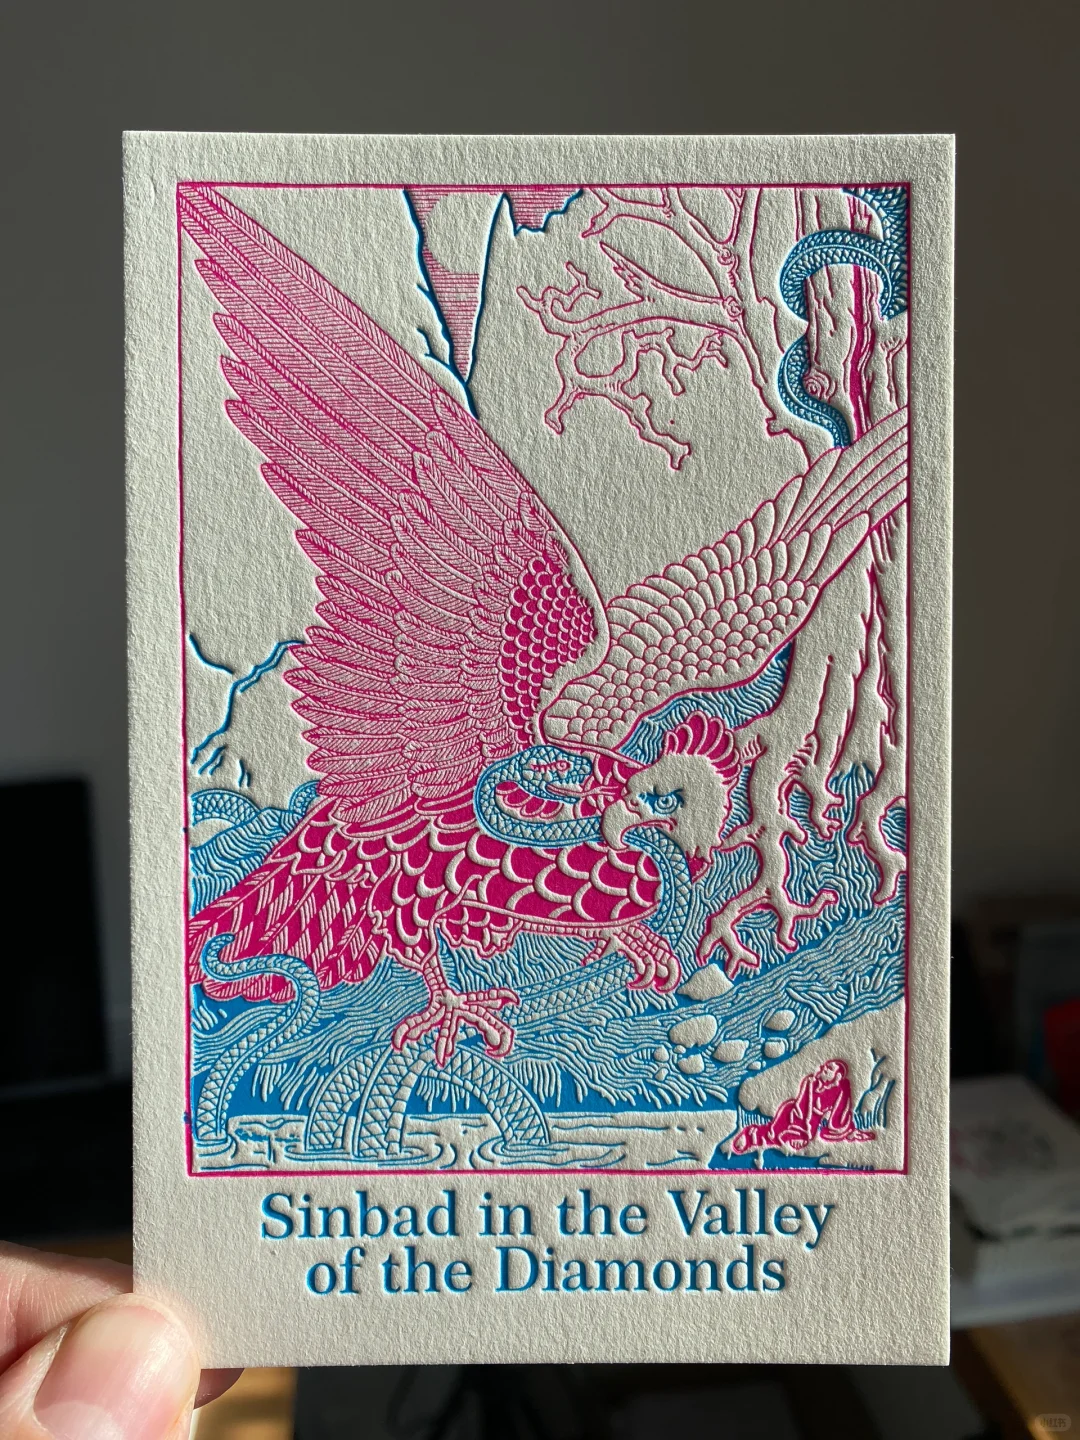 Sinbad in the Valley
of the Diamonds